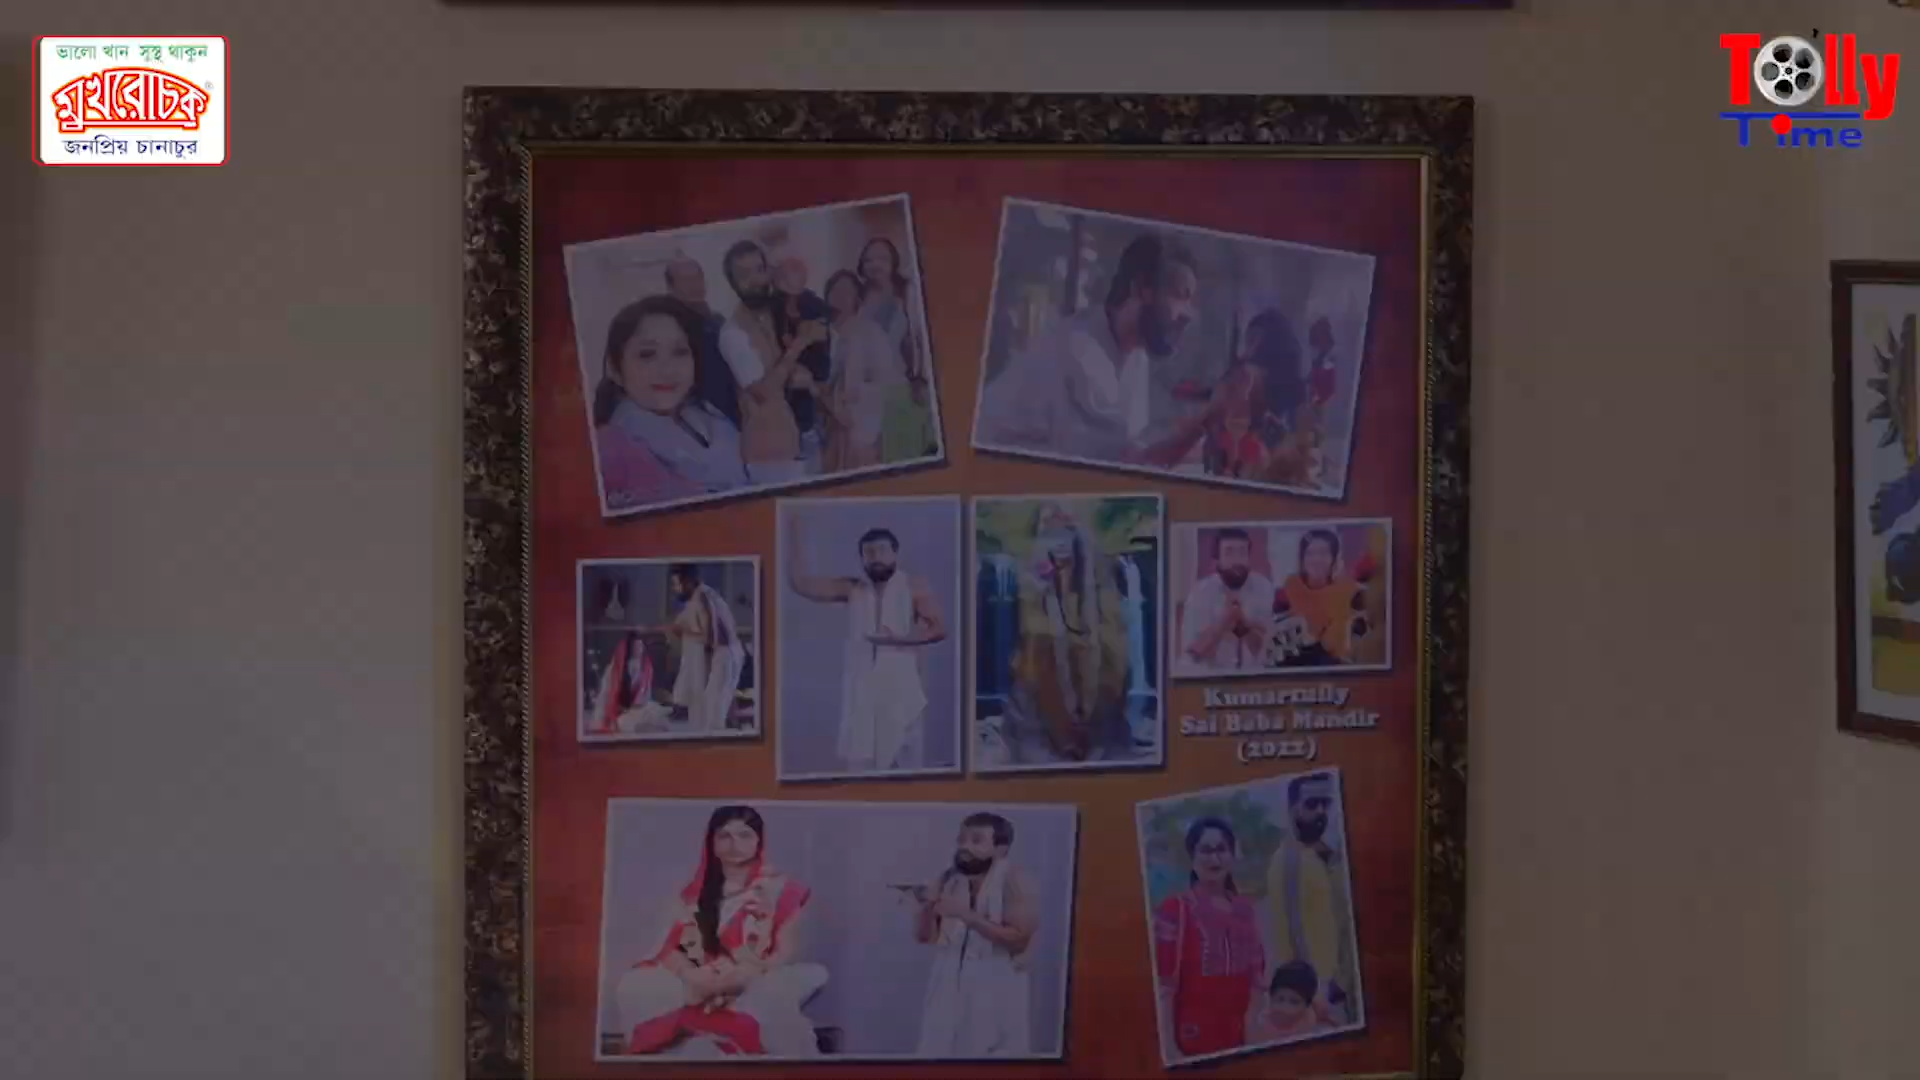 ভালো খান সুস্থ থাকুন
মুখরোচক
জনপ্রিয় চানাচুর
Tolly
Time
Kumartully
Sai Baba Mandir
(2022)